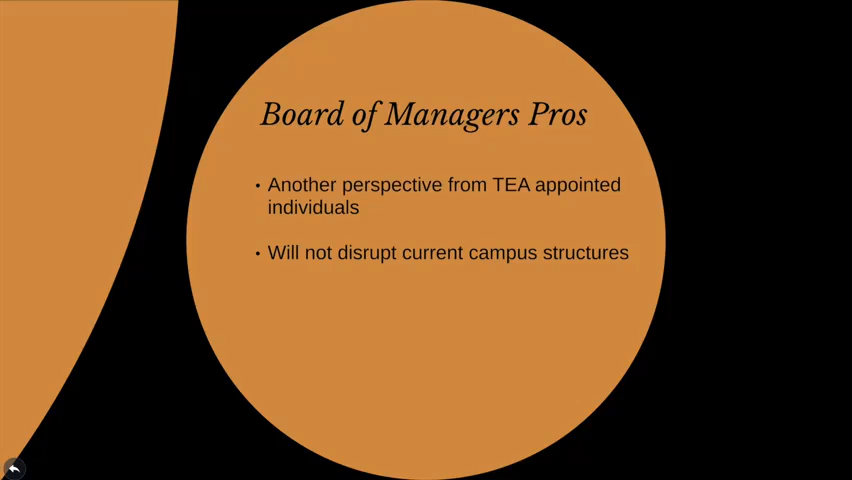 Board of Managers Pros
• Another perspective from TEA appointed
individuals
• Will not disrupt current campus structures